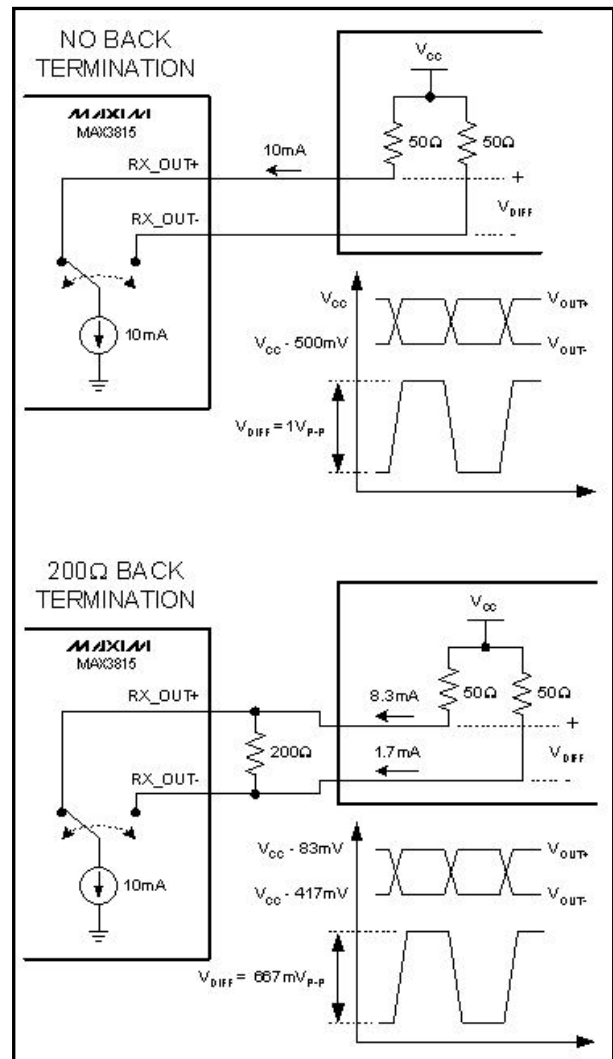 NO BACK
TERMINATION
MAXIM
MAX3815
RX_OUT+
RX_OUT-
10mA
10mA
VCC
50Ω
50Ω
+
VDIFF
-
VCC
VCC - 500mV
VOUT+
VOUT-
VDIFF = 1VP-P
200Ω BACK
TERMINATION
MAXIM
MAX3815
RX_OUT+
RX_OUT-
10mA
200Ω
8.3mA
1.7mA
VCC
50Ω
50Ω
+
VDIFF
-
VCC - 83mV
VCC - 417mV
VOUT+
VOUT-
VDIFF = 667mVP-P